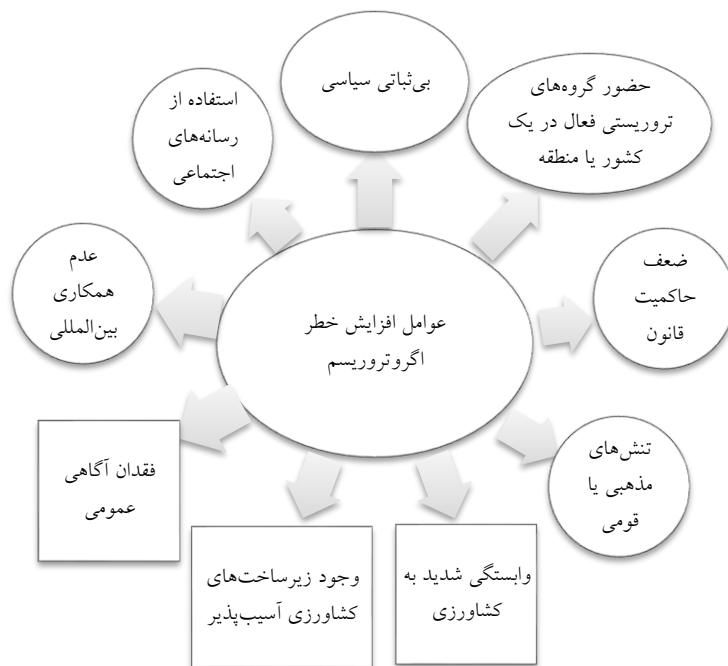 بی‌ثباتی سیاسی
حضور گروه‌های
تروریستی فعال در یک
کشور یا منطقه
ضعف
حاکمیت
قانون
تنش‌های
مذهبی یا
قومی
وابستگی شدید به
کشاورزی
وجود زیرساخت‌های
کشاورزی آسیب‌پذیر
فقدان آگاهی
عمومی
عدم
همکاری
بین‌المللی
استفاده از
رسانه‌های
اجتماعی
عوامل افزایش خطر
اگروتروریسم